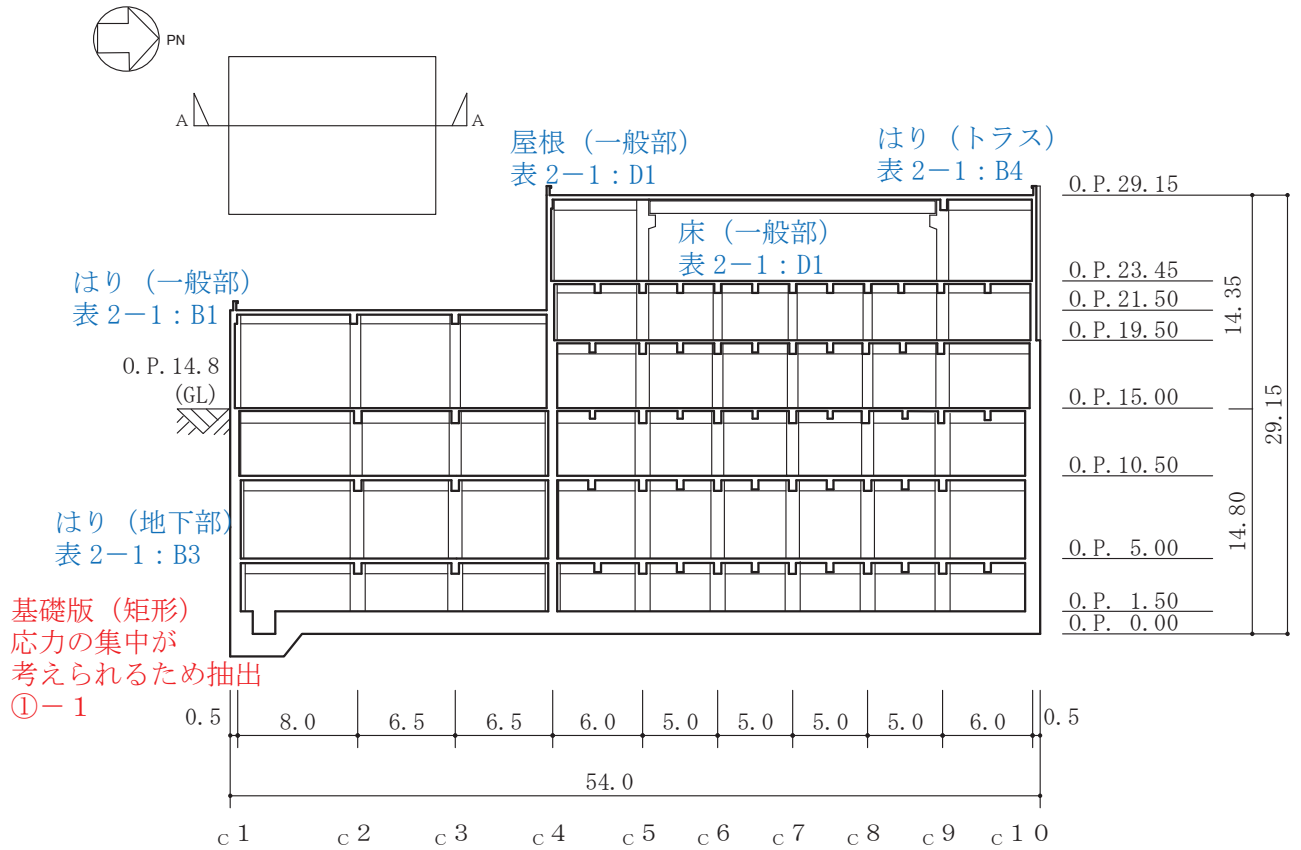 PN
A
A
屋根（一般部）
表２－１：D1
はり（トラス）
表２－１：B4
床（一般部）
表２－１：D1
はり（一般部）
表２－１：B1
O.P.14.8
(GL)
はり（地下部）
表２－１：B3
基礎版（矩形）
応力の集中が
考えられるため抽出
①－１
O.P.29.15
O.P.23.45
O.P.21.50
O.P.19.50
O.P.15.00
O.P.10.50
O.P. 5.00
O.P. 1.50
O.P. 0.00
14.35
14.80
29.15
0.5 8.0 6.5 6.5 6.0 5.0 5.0 5.0 5.0 6.0 0.5
54.0
C1 C2 C3 C4 C5 C6 C7 C8 C9 C10